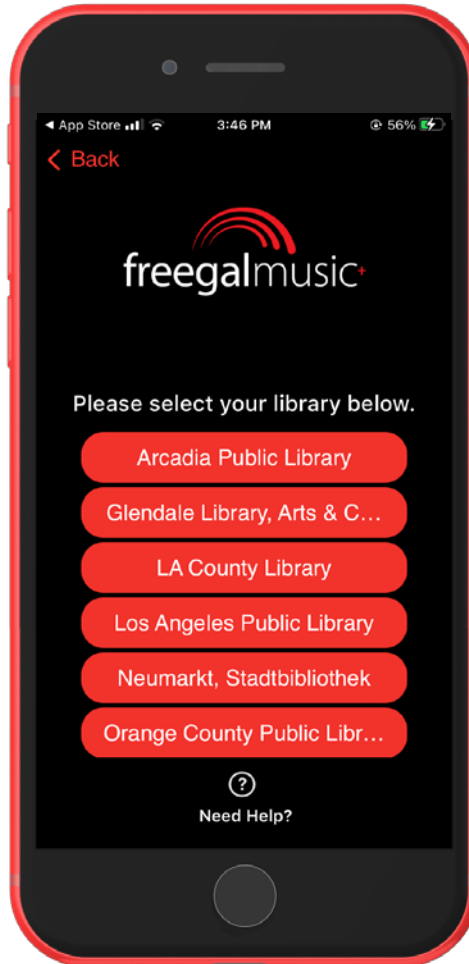 App Store
3:46 PM
56%
Back
freegalmusic+
Please select your library below.
Arcadia Public Library
Glendale Library, Arts & C...
LA County Library
Los Angeles Public Library
Neumarkt, Stadtbibliothek
Orange County Public Libr...
?
Need Help?